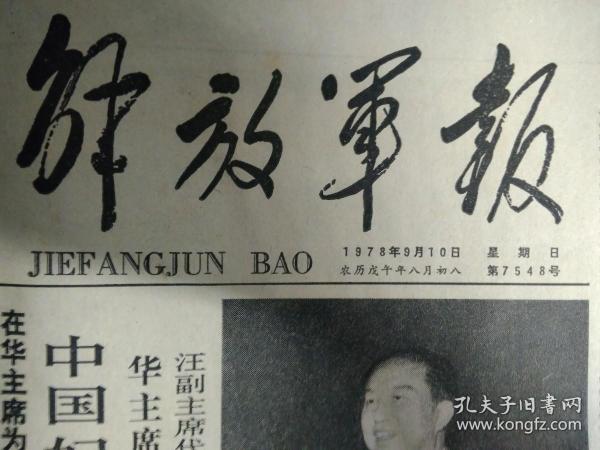 解放軍報
JIEFANGJUN BAO
1978年9月10日 星期日
农历戊午年八月初八 第7548号
在华主席为
中国妇
华主席
汪副主席代
孔夫子旧书网
www.kongfz.com